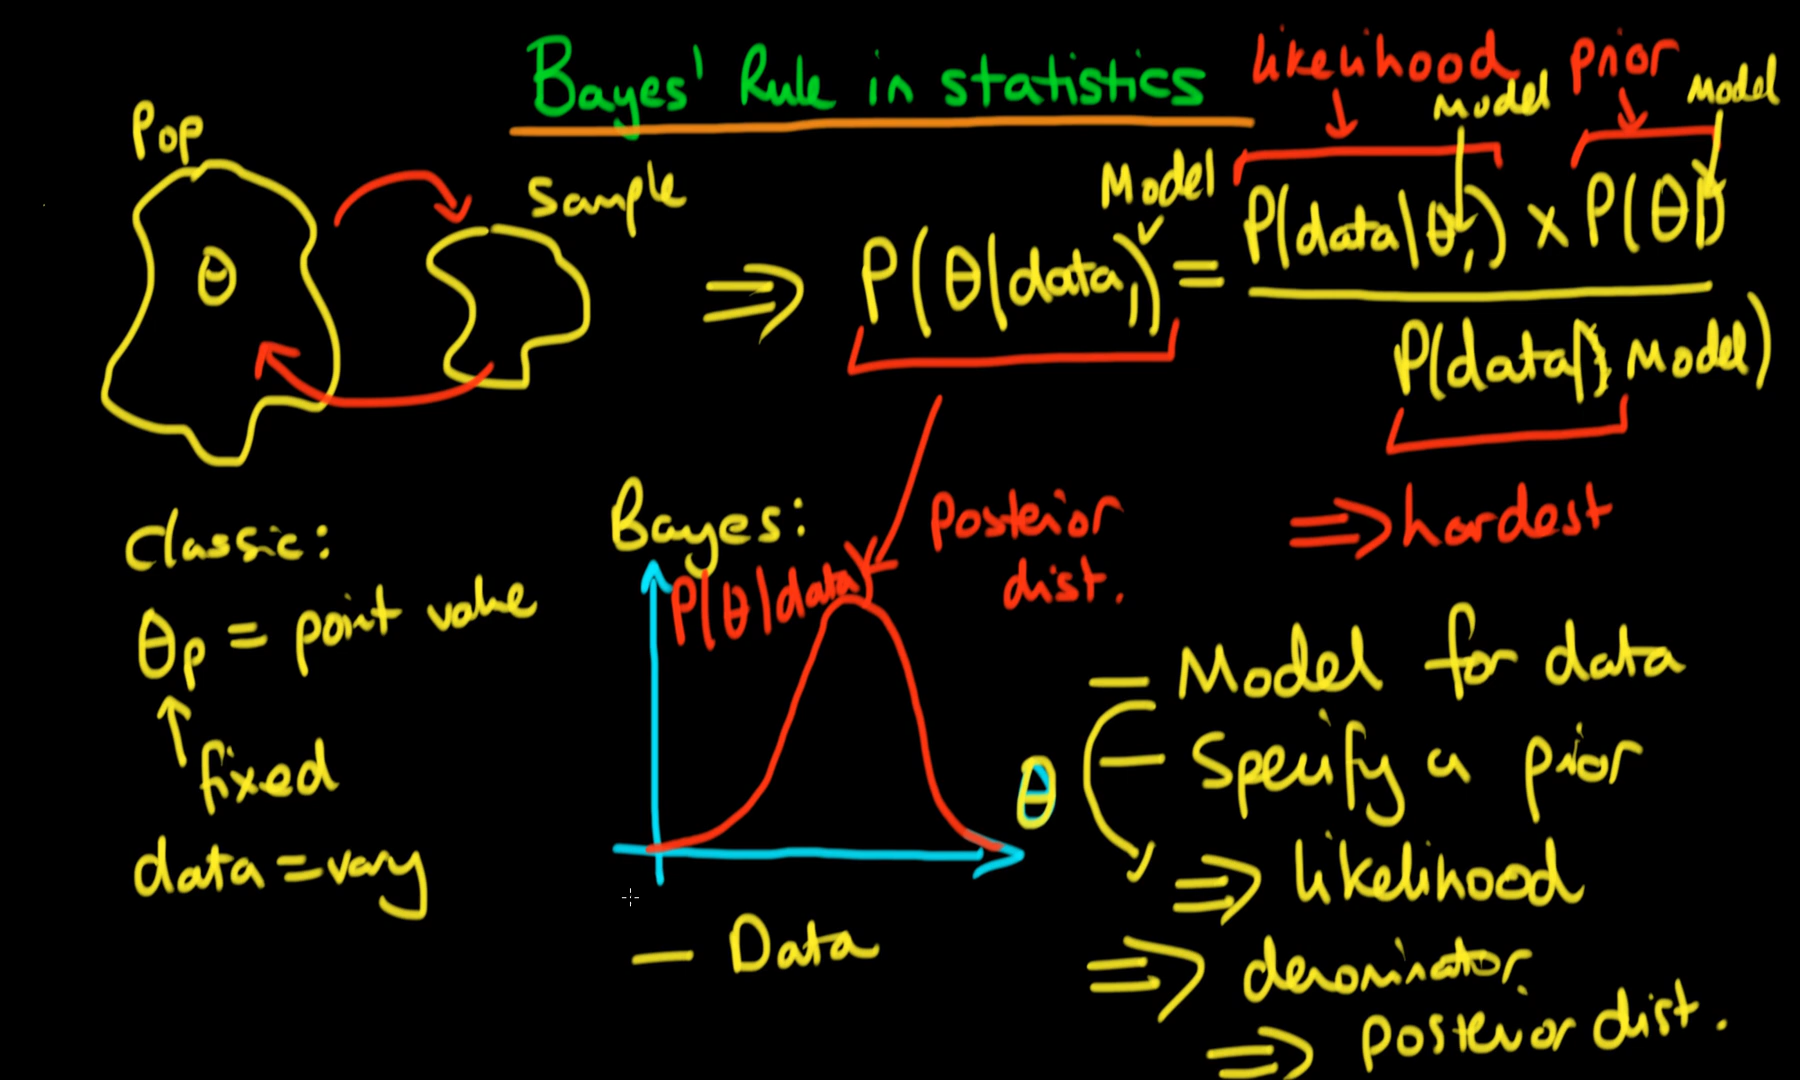 Bayes' Rule in statistics
likelihood prior
Model Model
Pop
Sample
Model
θ
⇒ P(θ|data,) = P(data|θ,) × P(θ|)
P(data|) Model)
⇒ hardest
Classic:
θp = point value
fixed
data = vary
Bayes:
P(θ|data)
Posterior
dist.
θ
– Data
– Model for data
– Specify a prior
⇒ likelihood
⇒ denominator
⇒ posterior dist.